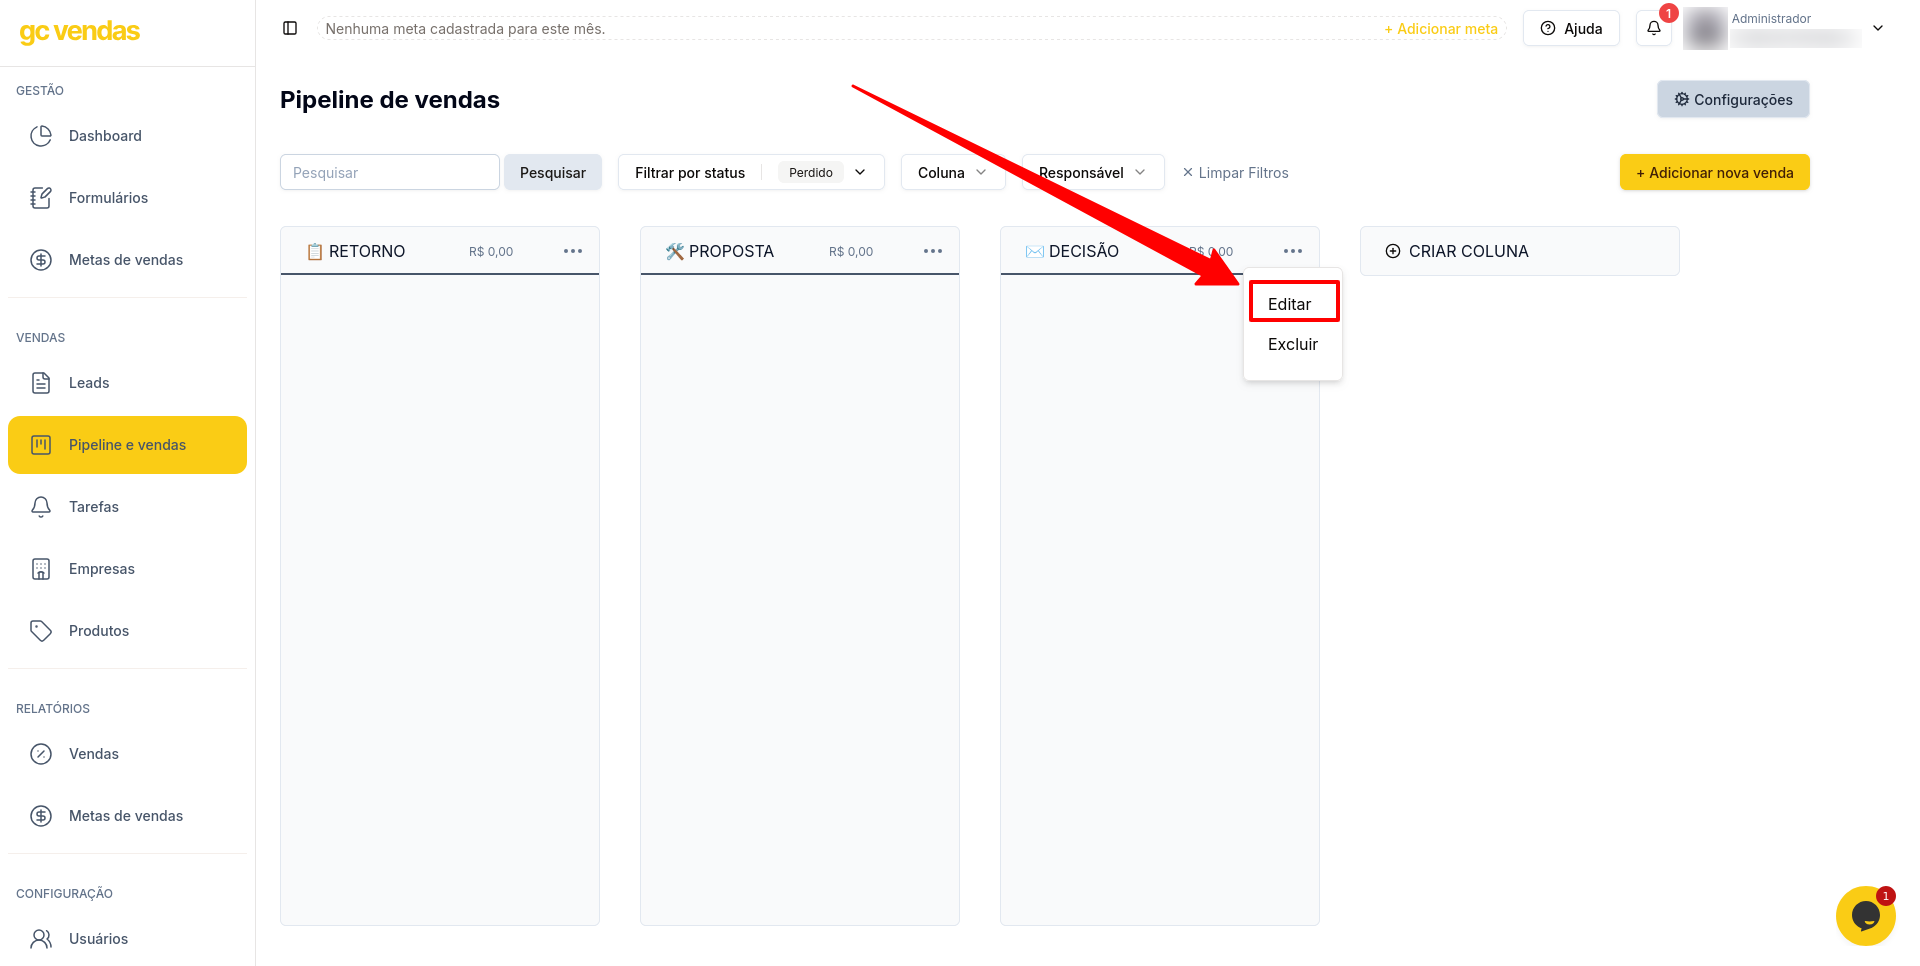 gc vendas
Nenhuma meta cadastrada para este mês.
+ Adicionar meta
Ajuda
1
Administrador
GESTÃO
Dashboard
Formulários
Metas de vendas
VENDAS
Leads
Pipeline e vendas
Tarefas
Empresas
Produtos
RELATÓRIOS
Vendas
Metas de vendas
CONFIGURAÇÃO
Usuários
Pipeline de vendas
Configurações
Pesquisar
Pesquisar
Filtrar por status
Perdido
Coluna
Responsável
× Limpar Filtros
+ Adicionar nova venda
RETORNO
R$ 0,00
PROPOSTA
R$ 0,00
DECISÃO
R$ 0,00
CRIAR COLUNA
Editar
Excluir
1